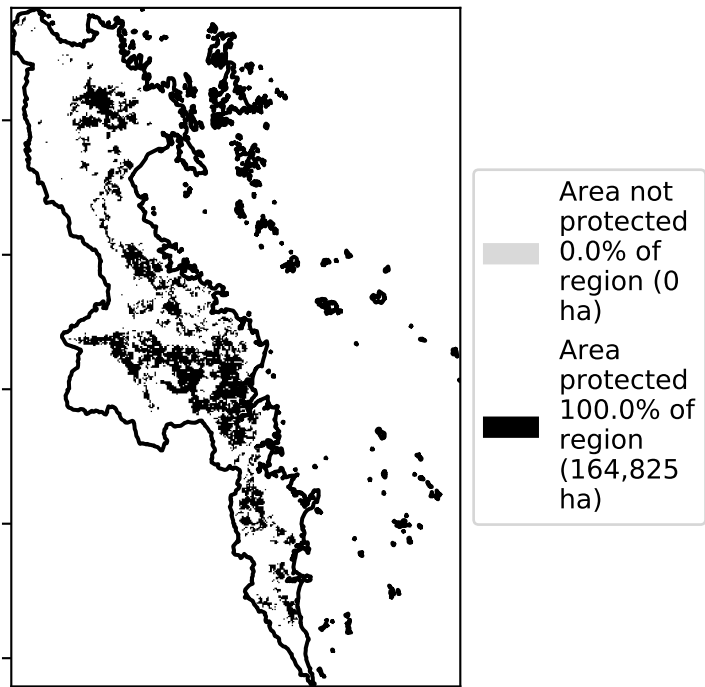 Area not
protected
0.0% of
region (0
ha)
Area
protected
100.0% of
region
(164,825
ha)